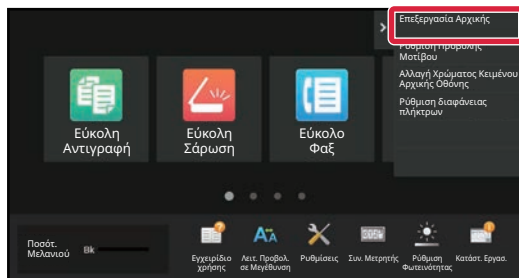 Επεξεργασία Αρχικής
Ρύθμιση Προβολής
Μοτίβου
Αλλαγή Χρώματος Κειμένου
Αρχικής Οθόνης
Ρύθμιση διαφάνειας
πλήκτρων
Εύκολη
Αντιγραφή
Εύκολη
Σάρωση
Εύκολο
Φαξ
Ποσότ.
Μελανιού
Bk
Εγχειρίδιο
χρήσης
Λειτ. Προβολ.
σε Μεγέθυνση
Ρυθμίσεις
Συν. Μετρητής
Ρύθμιση
Φωτεινότητας
Κατάστ. Εργασ.